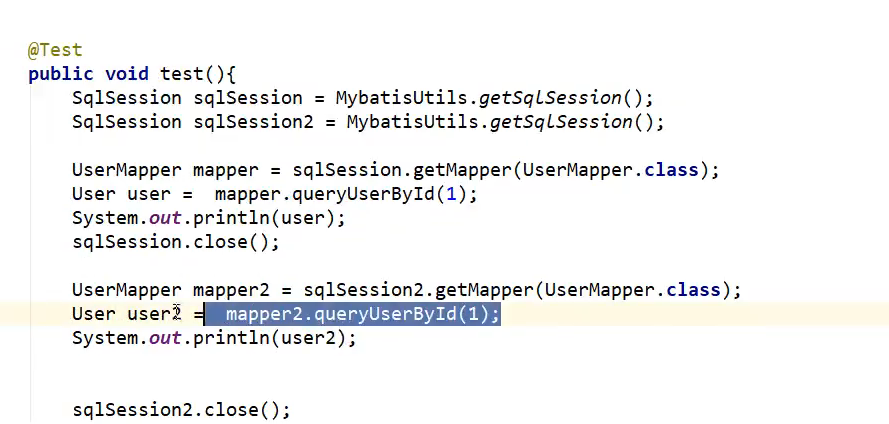 @Test
public void test(){
SqlSession sqlSession = MybatisUtils.getSqlSession();
SqlSession sqlSession2 = MybatisUtils.getSqlSession();
UserMapper mapper = sqlSession.getMapper(UserMapper.class);
User user =  mapper.queryUserById(1);
System.out.println(user);
sqlSession.close();
UserMapper mapper2 = sqlSession2.getMapper(UserMapper.class);
User user2 =  mapper2.queryUserById(1);
System.out.println(user2);
sqlSession2.close();